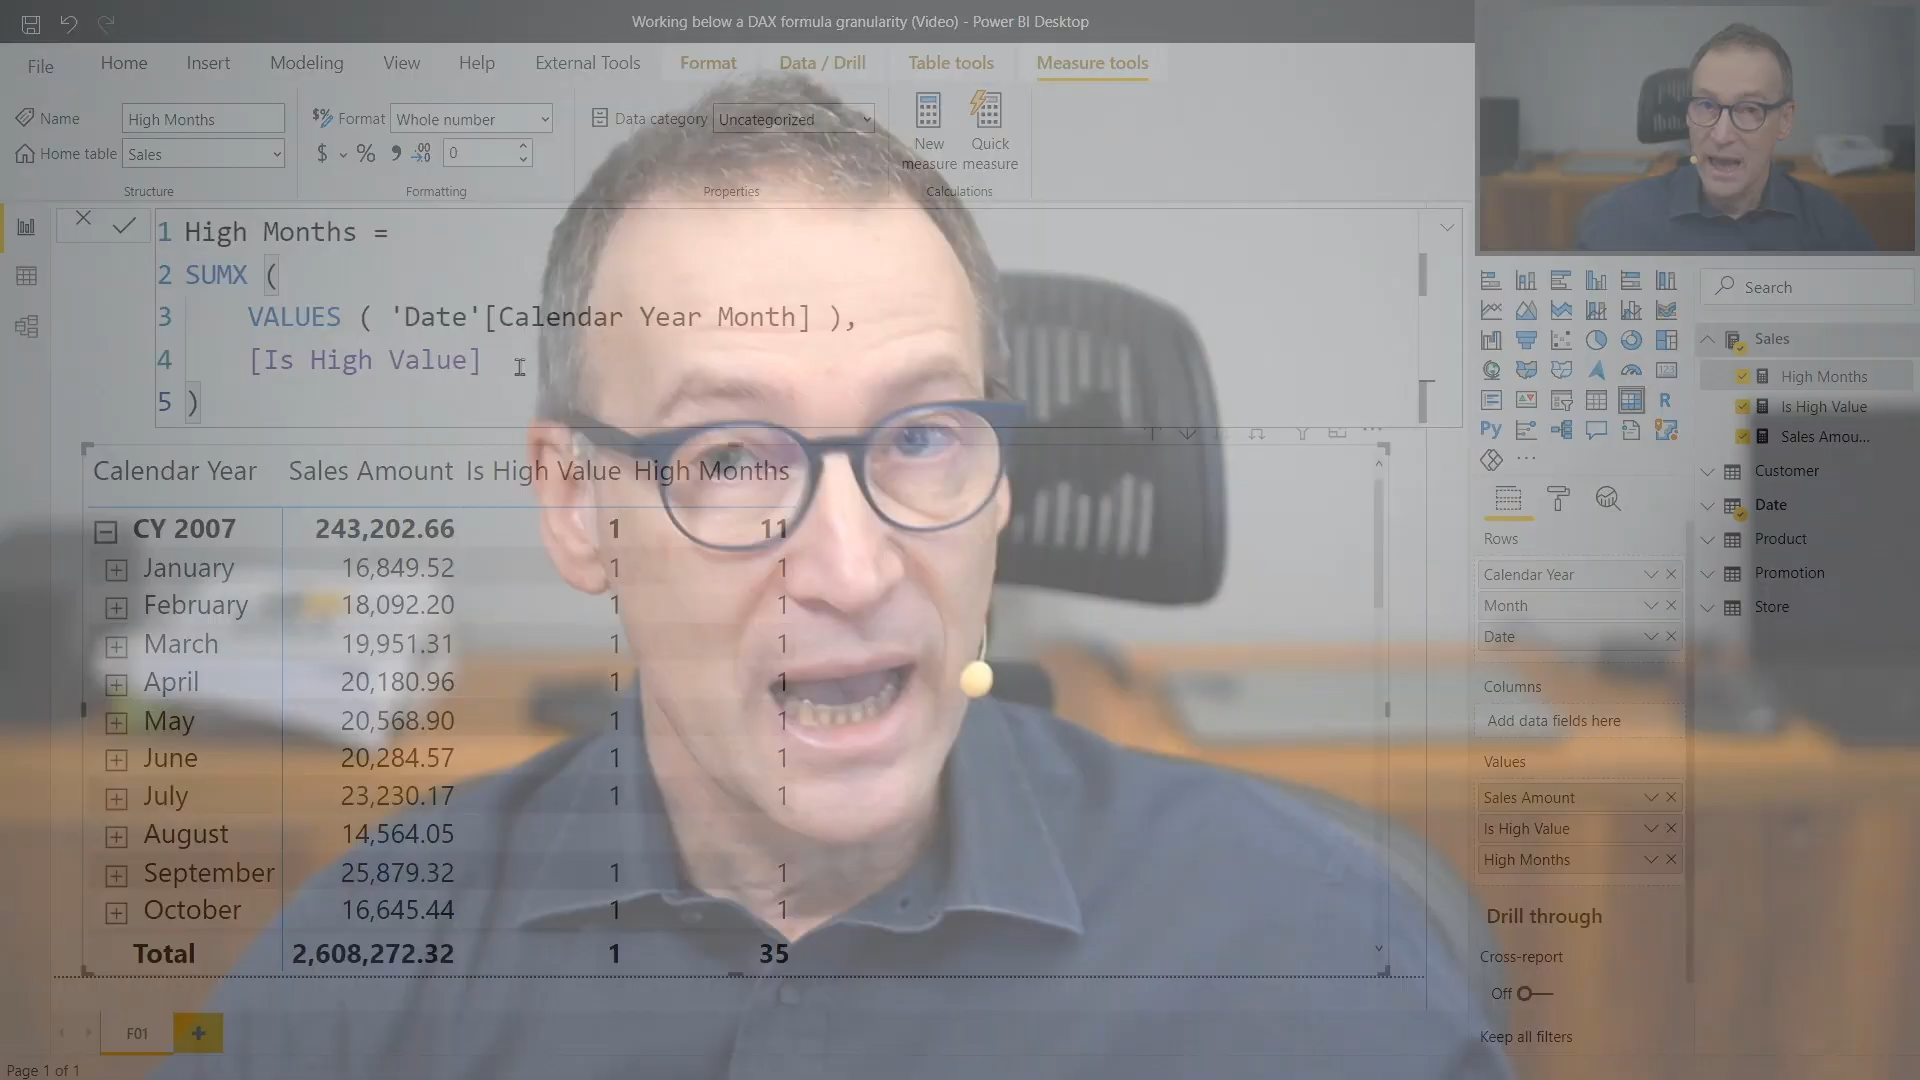 Working below a DAX formula granularity (Video) - Power BI Desktop
File Home Insert Modeling View Help External Tools Format Data / Drill Table tools Measure tools
Name High Months
Home table Sales
Structure
$% Format Whole number
$ % 9 .00 0
Formatting
Data category Uncategorized
Properties
New measure
Quick measure
Calculations
1 High Months =
2 SUMX (
3 VALUES ( 'Date'[Calendar Year Month] ),
4 [Is High Value]
5 )
Calendar Year Sales Amount Is High Value High Months
CY 2007 243,202.66 1 11
January 16,849.52 1 1
February 18,092.20 1 1
March 19,951.31 1 1
April 20,180.96 1 1
May 20,568.90 1 1
June 20,284.57 1 1
July 23,230.17 1 1
August 14,564.05
September 25,879.32 1 1
October 16,645.44 1 1
Total 2,608,272.32 1 35
F01
Page 1 of 1
R
Py
123
Rows
Calendar Year
Month
Date
Columns
Add data fields here
Values
Sales Amount
Is High Value
High Months
Drill through
Cross-report
Off
Keep all filters
Search
Sales
High Months
Is High Value
Sales Amou...
Customer
Date
Product
Promotion
Store